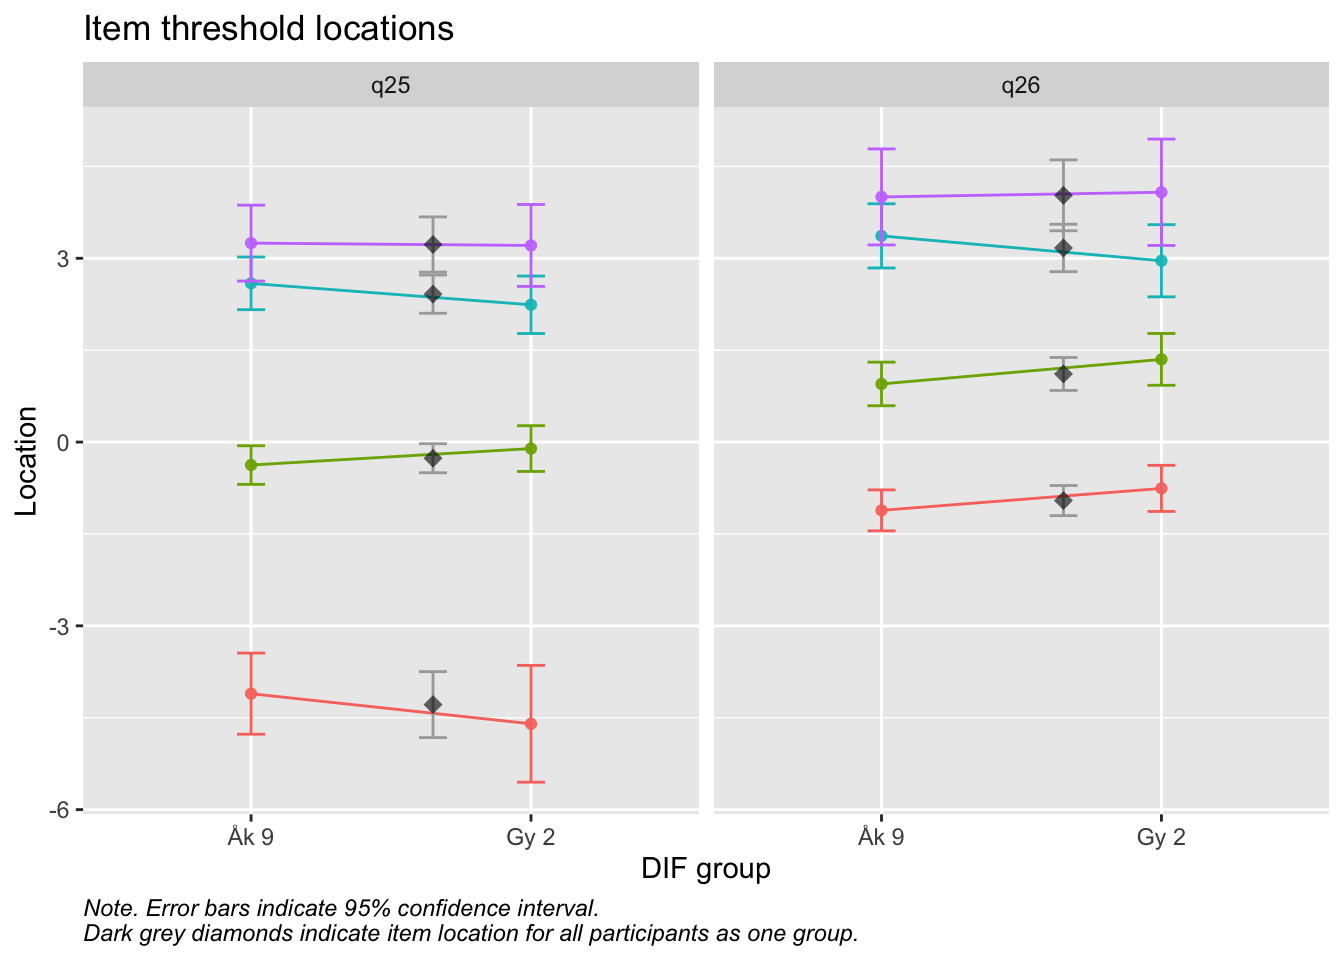 Item threshold locations
q25
q26
3
0
-3
-6
Location
Åk 9
Gy 2
Åk 9
Gy 2
DIF group
Note. Error bars indicate 95% confidence interval.
Dark grey diamonds indicate item location for all participants as one group.